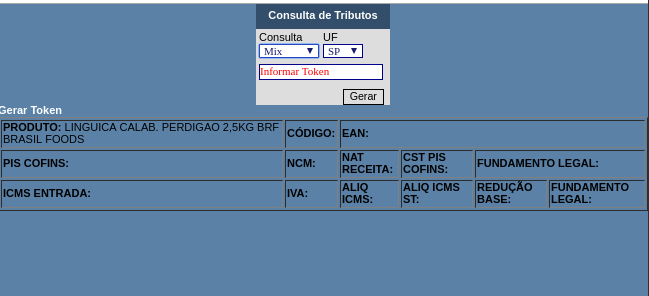 Consulta de Tributos
Consulta UF
Mix SP
Informar Token
Gerar
Gerar Token
PRODUTO: LINGUICA CALAB. PERDIGAO 2,5KG BRF
BRASIL FOODS
CÓDIGO: EAN:
PIS COFINS:
NCM:
NAT
RECEITA:
CST PIS
COFINS:
FUNDAMENTO LEGAL:
ICMS ENTRADA:
IVA:
ALIQ
ICMS:
ALIQ ICMS
ST:
REDUÇÃO
BASE:
FUNDAMENTO
LEGAL: